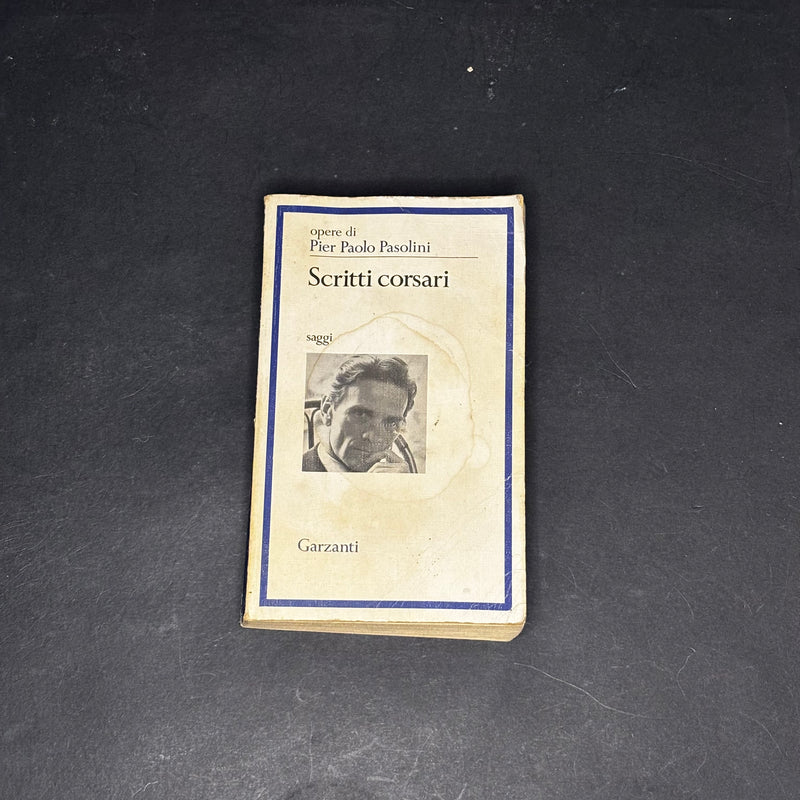 opere di
Pier Paolo Pasolini
Scritti corsari
saggi
Garzanti